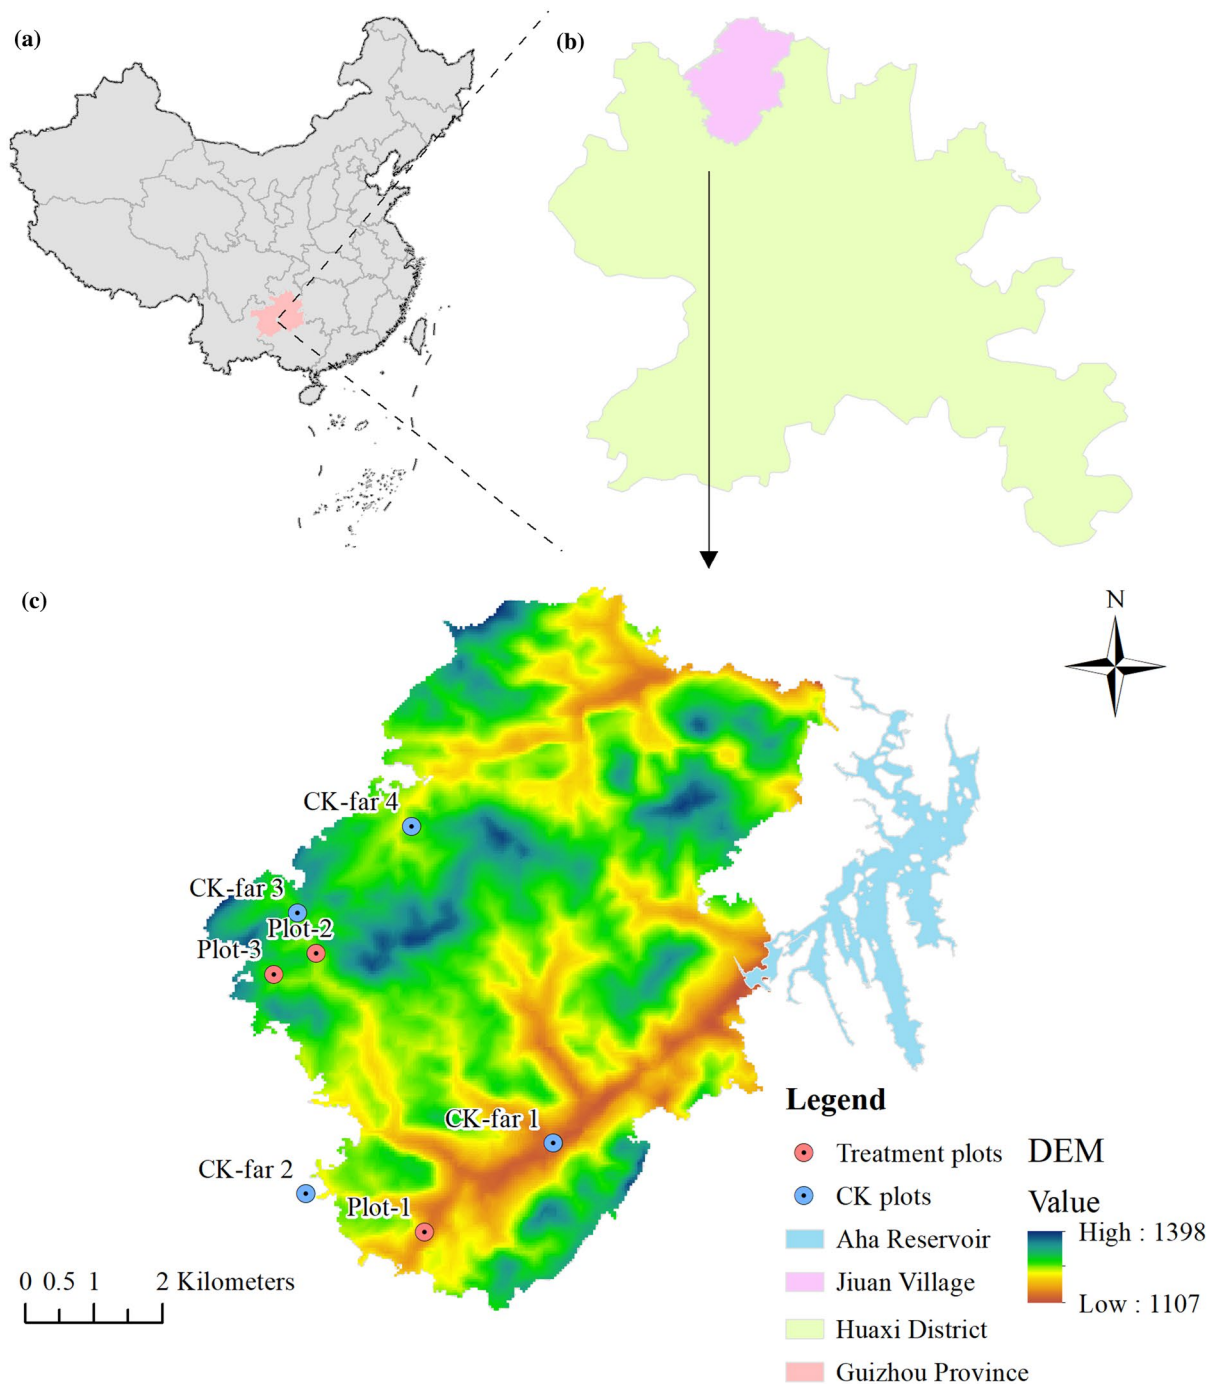 (a)
(b)
(c)
N
CK-far 4
CK-far 3
Plot-2
Plot-3
CK-far 1
CK-far 2
Plot-1
0 0.5 1 2 Kilometers
Legend
Treatment plots
CK plots
Aha Reservoir
Jiuan Village
Huaxi District
Guizhou Province
DEM
Value
High : 1398
Low : 1107